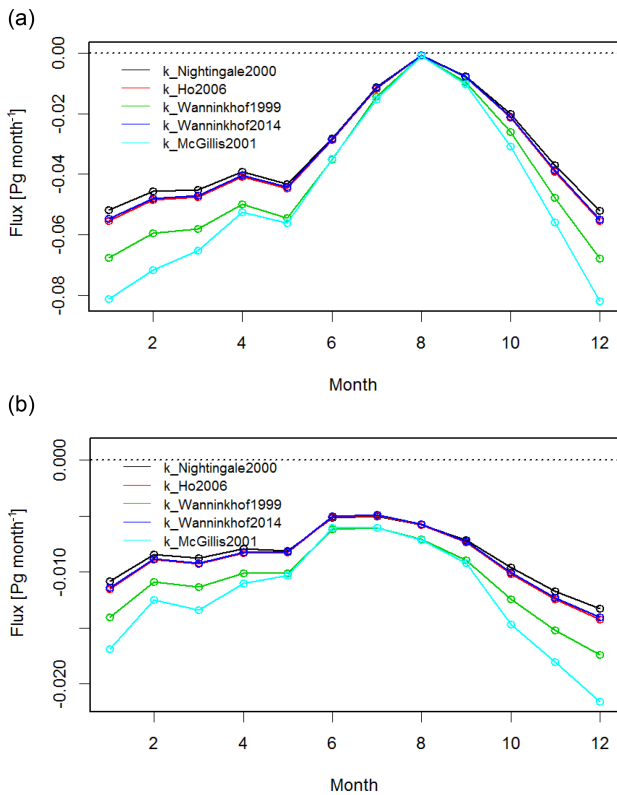 (a)
0.00
-0.02
-0.04
-0.06
-0.08
Flux [Pg month⁻¹]
k_Nightingale2000
k_Ho2006
k_Wanninkhof1999
k_Wanninkhof2014
k_McGillis2001
2 4 6 8 10 12
Month
(b)
0.000
-0.010
-0.020
Flux [Pg month⁻¹]
k_Nightingale2000
k_Ho2006
k_Wanninkhof1999
k_Wanninkhof2014
k_McGillis2001
2 4 6 8 10 12
Month